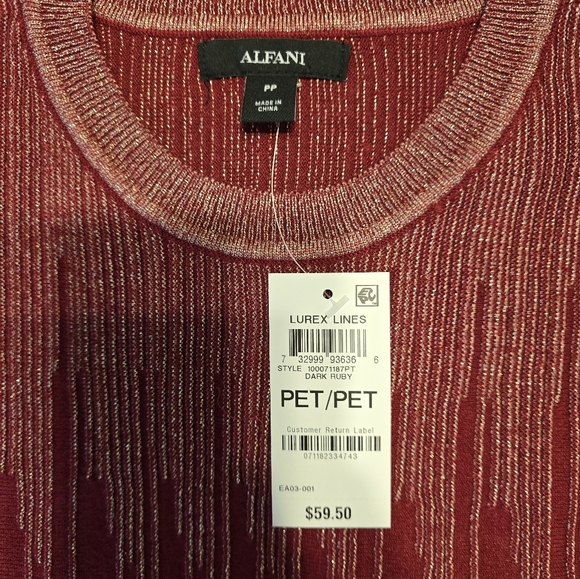 ALFANI
PP
MADE IN
CHINA
LUREX LINES
7 32999 93636 6
STYLE 100071187PT
DARK RUBY
PET/PET
Customer Return Label
071182334743
EA03-001
$59.50